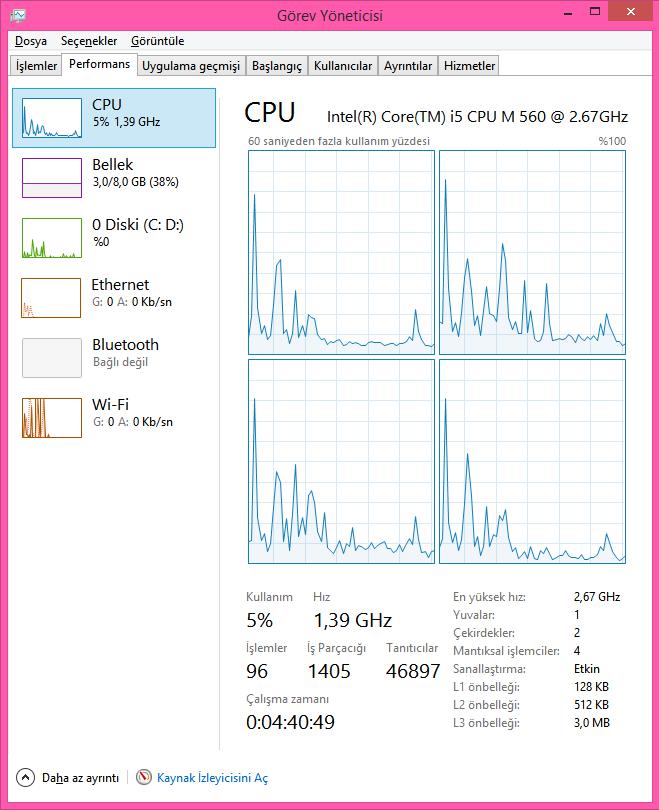 Görev Yöneticisi
Dosya Seçenekler Görüntüle
İşlemler Performans Uygulama geçmişi Başlangıç Kullanıcılar Ayrıntılar Hizmetler
CPU
5% 1,39 GHz
Bellek
3,0/8,0 GB (38%)
0 Diski (C: D:)
%0
Ethernet
G: 0 A: 0 Kb/sn
Bluetooth
Bağlı değil
Wi-Fi
G: 0 A: 0 Kb/sn
CPU Intel(R) Core(TM) i5 CPU M 560 @ 2.67GHz
60 saniyeden fazla kullanım yüzdesi %100
Kullanım Hız
5% 1,39 GHz
İşlemler İş Parçacığı Tanıtıcılar
96 1405 46897
Çalışma zamanı
0:04:40:49
En yüksek hız: 2,67 GHz
Yuvalar: 1
Çekirdekler: 2
Mantıksal işlemciler: 4
Sanallaştırma: Etkin
L1 önbelleği: 128 KB
L2 önbelleği: 512 KB
L3 önbelleği: 3,0 MB
Daha az ayrıntı Kaynak İzleyicisini Aç